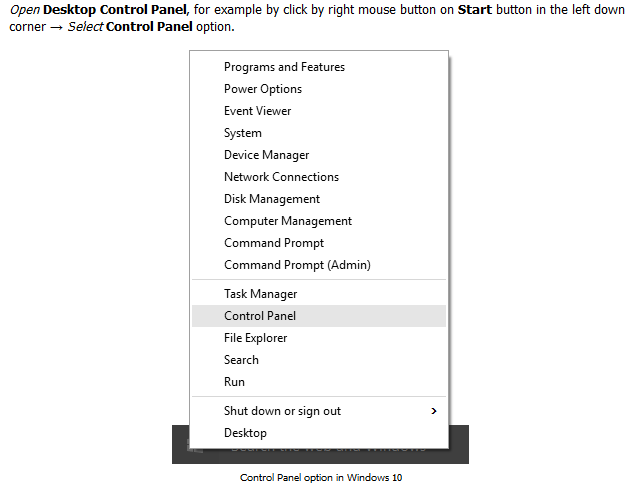 Open Desktop Control Panel, for example by click by right mouse button on Start button in the left down
corner → Select Control Panel option.
Programs and Features
Power Options
Event Viewer
System
Device Manager
Network Connections
Disk Management
Computer Management
Command Prompt
Command Prompt (Admin)
Task Manager
Control Panel
File Explorer
Search
Run
Shut down or sign out
Desktop
Control Panel option in Windows 10